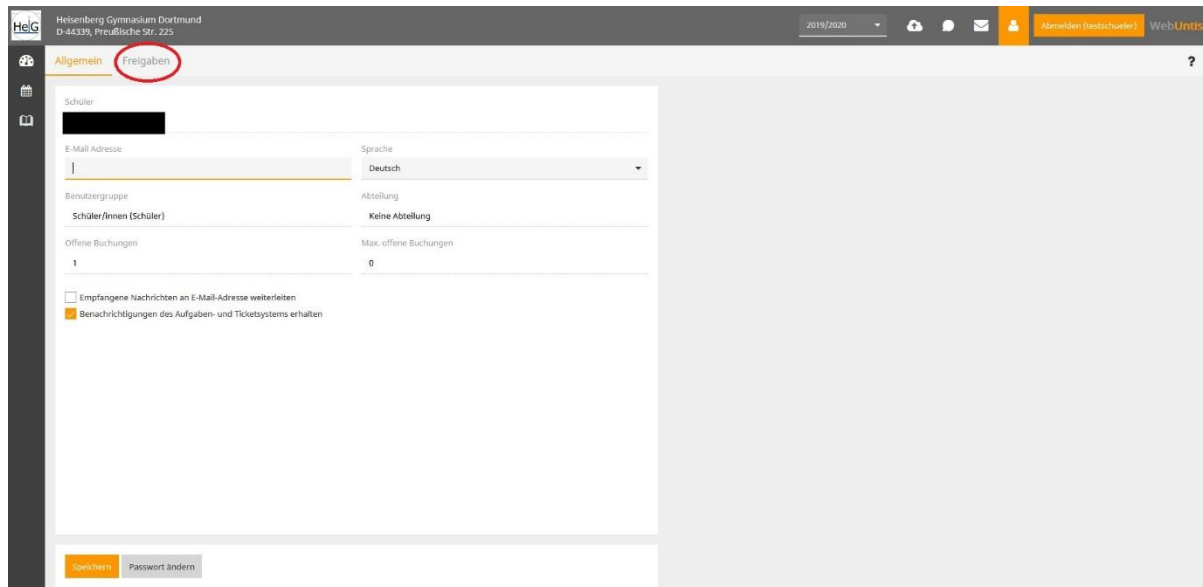 HeG
Heisenberg Gymnasium Dortmund
D-44339, Preußische Str. 225
2019/2020
Abmelden (testschueler)
WebUntis
Allgemein
Freigaben
?
Schüler
E-Mail Adresse
Sprache
Deutsch
Benutzergruppe
Abteilung
Schüler/innen (Schüler)
Keine Abteilung
Offene Buchungen
Max. offene Buchungen
1
0
Empfangene Nachrichten an E-Mail-Adresse weiterleiten
Benachrichtigungen des Aufgaben- und Ticketsystems erhalten
Speichern
Passwort ändern